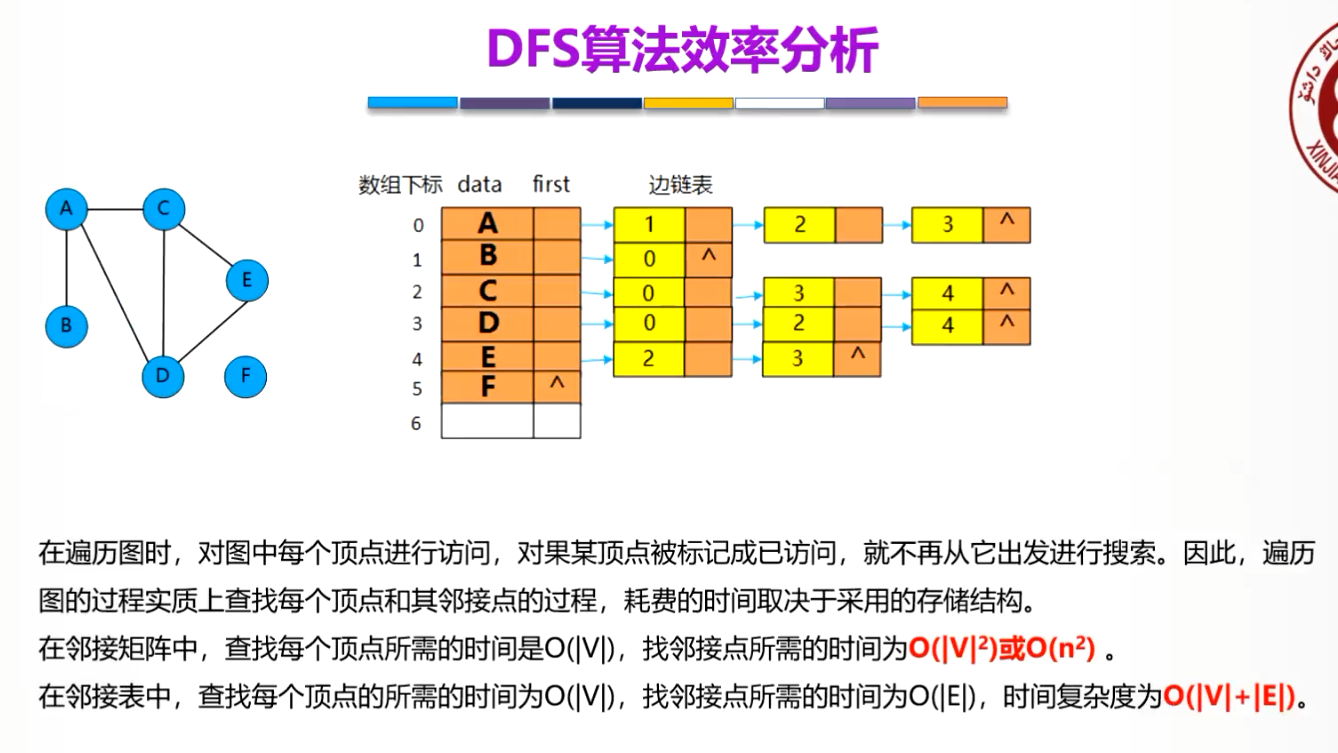 DFS算法效率分析
数组下标 data first 边链表
A C
E
B
D F
0 A 1 2 3 ^
1 B 0 ^
2 C 0 3 4 ^
3 D 0 2 4 ^
4 E 2 3 ^
5 F ^
6
XINJIA
在遍历图时，对图中每个顶点进行访问，对果某顶点被标记成已访问，就不再从它出发进行搜索。因此，遍历
图的过程实质上查找每个顶点和其邻接点的过程，耗费的时间取决于采用的存储结构。
在邻接矩阵中，查找每个顶点所需的时间是O(|V|)，找邻接点所需的时间为O(|V|²)或O(n²) 。
在邻接表中，查找每个顶点的所需的时间为O(|V|)，找邻接点所需的时间为O(|E|)，时间复杂度为O(|V|+|E|)。